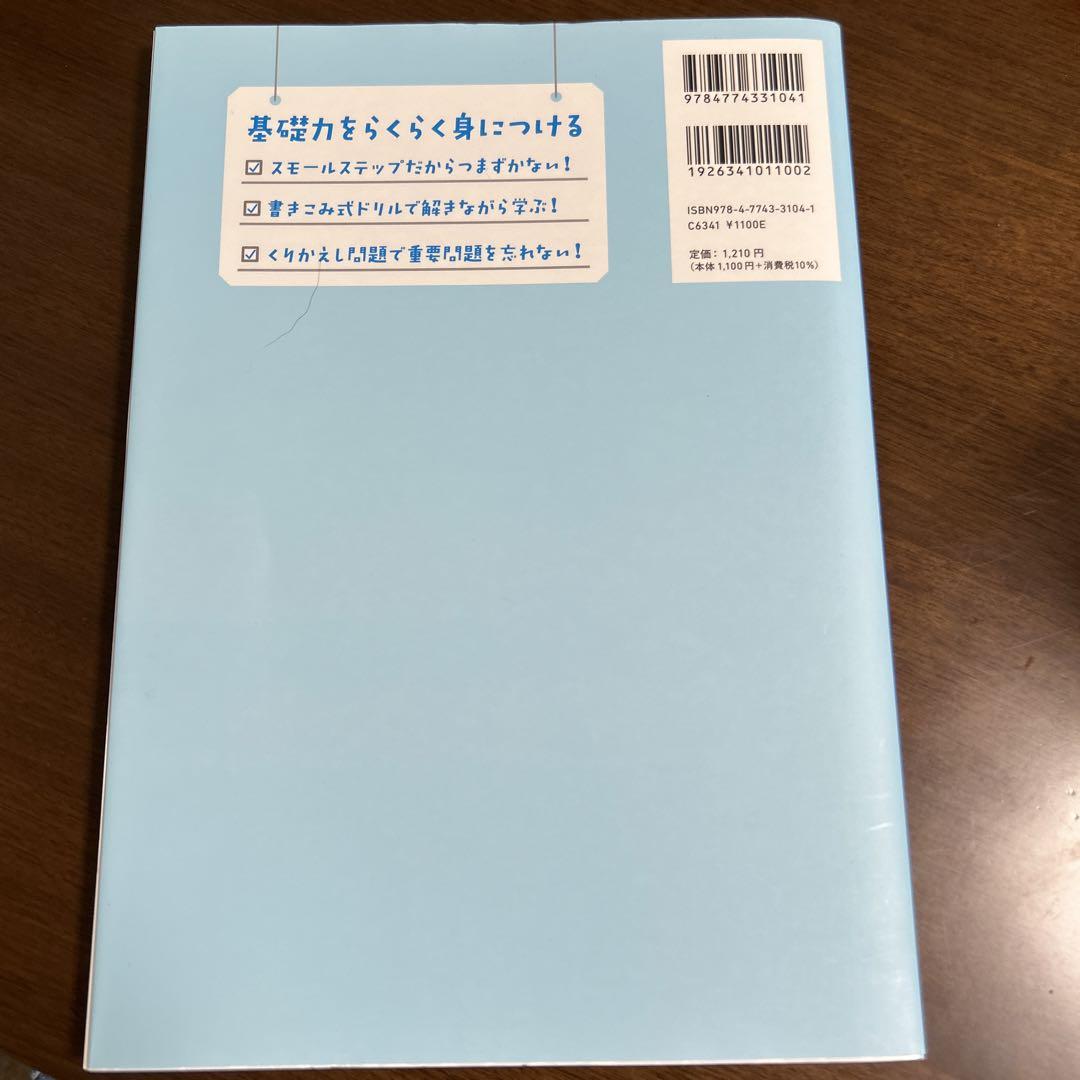 基礎力をらくらく身につける
スモールステップだからつまずかない!
書きこみ式ドリルで解きながら学ぶ!
くりかえし問題で重要問題を忘れない!
9784774331041
1926341011002
ISBN978-4-7743-3104-1
C6341 ¥1100E
定価:1,210円
(本体1,100円+消費税10%)